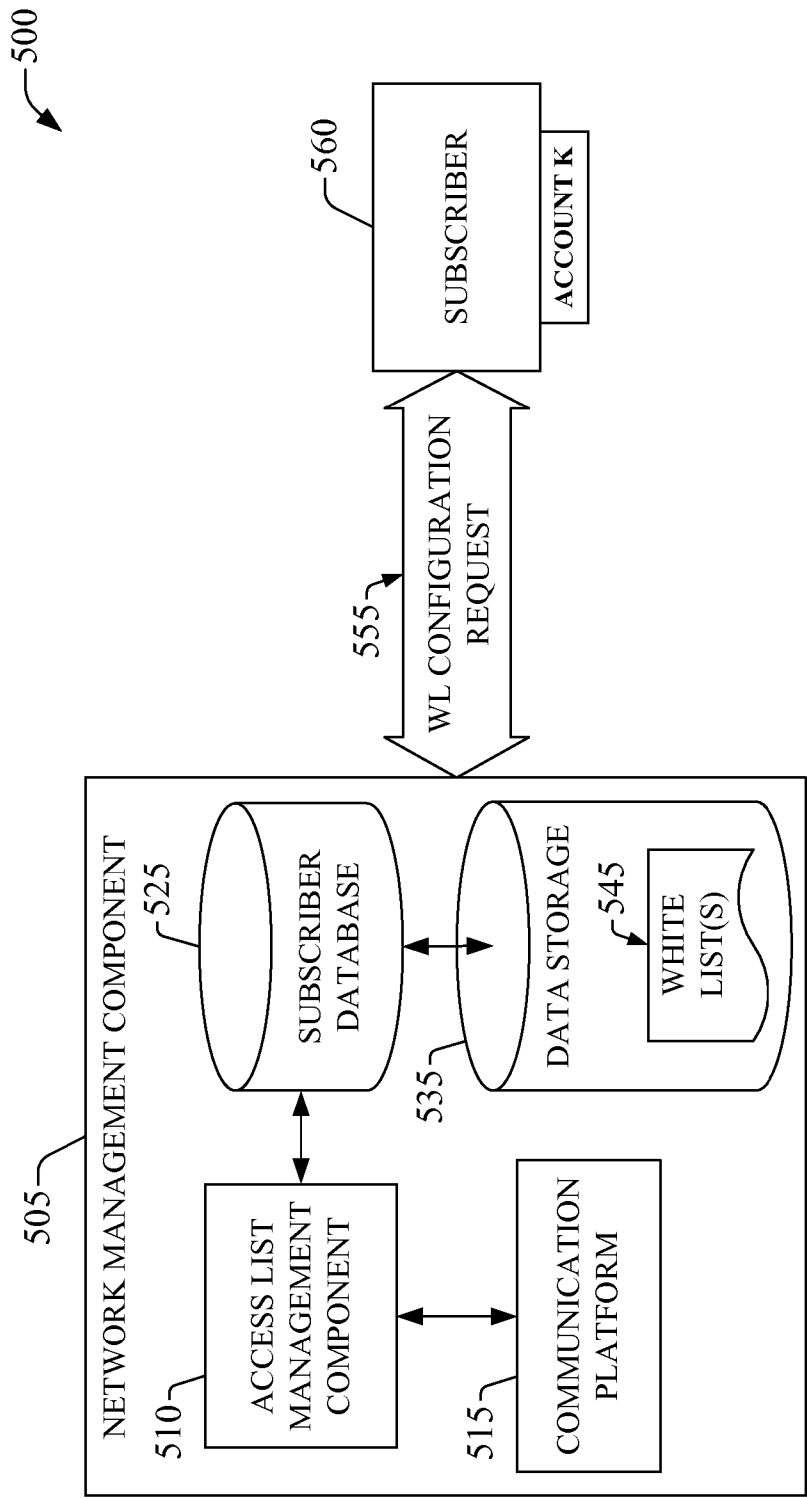 500
505
NETWORK MANAGEMENT COMPONENT
510
ACCESS LIST
MANAGEMENT
COMPONENT
525
SUBSCRIBER
DATABASE
515
COMMUNICATION
PLATFORM
535
DATA STORAGE
545
WHITE
LIST(S)
555
WL CONFIGURATION
REQUEST
560
SUBSCRIBER
ACCOUNT K